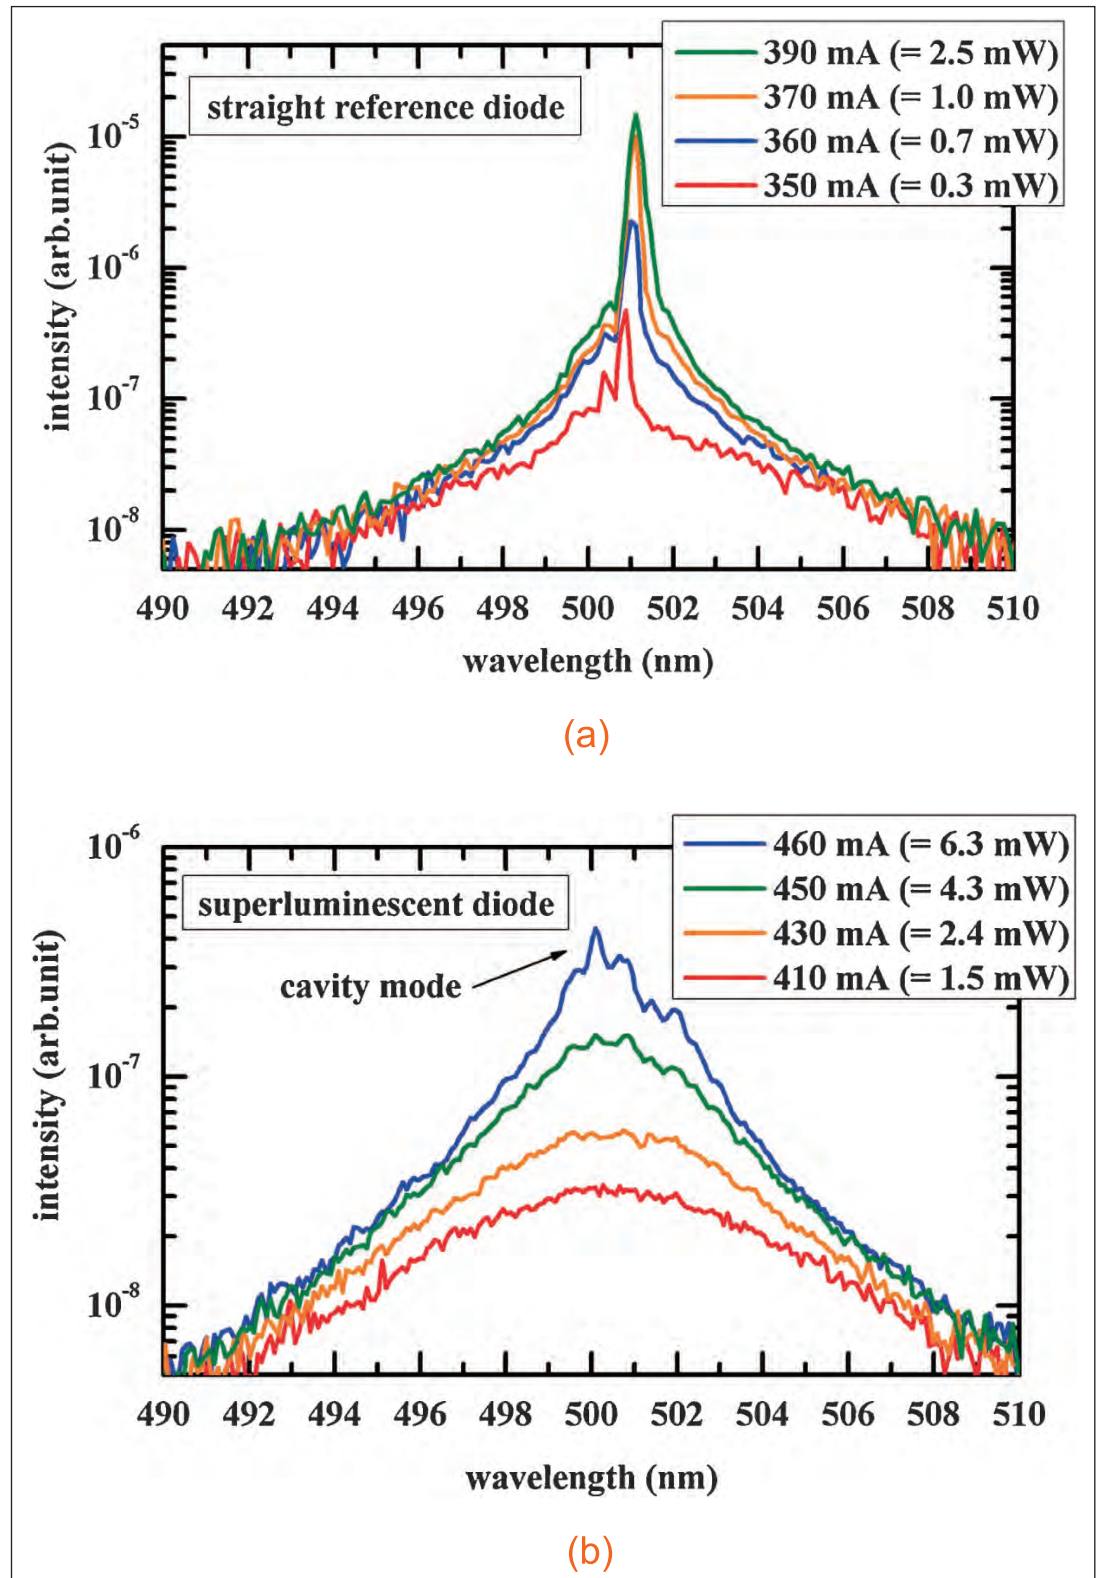 390 mA (= 2.5 mW)
370 mA (= 1.0 mW)
360 mA (= 0.7 mW)
350 mA (= 0.3 mW)
straight reference diode
10-5
10-6
10-7
10-8
intensity (arb.unit)
490 492 494 496 498 500 502 504 506 508 510
wavelength (nm)
(a)
460 mA (= 6.3 mW)
450 mA (= 4.3 mW)
430 mA (= 2.4 mW)
410 mA (= 1.5 mW)
superluminescent diode
cavity mode
10-6
10-7
10-8
intensity (arb.unit)
490 492 494 496 498 500 502 504 506 508 510
wavelength (nm)
(b)